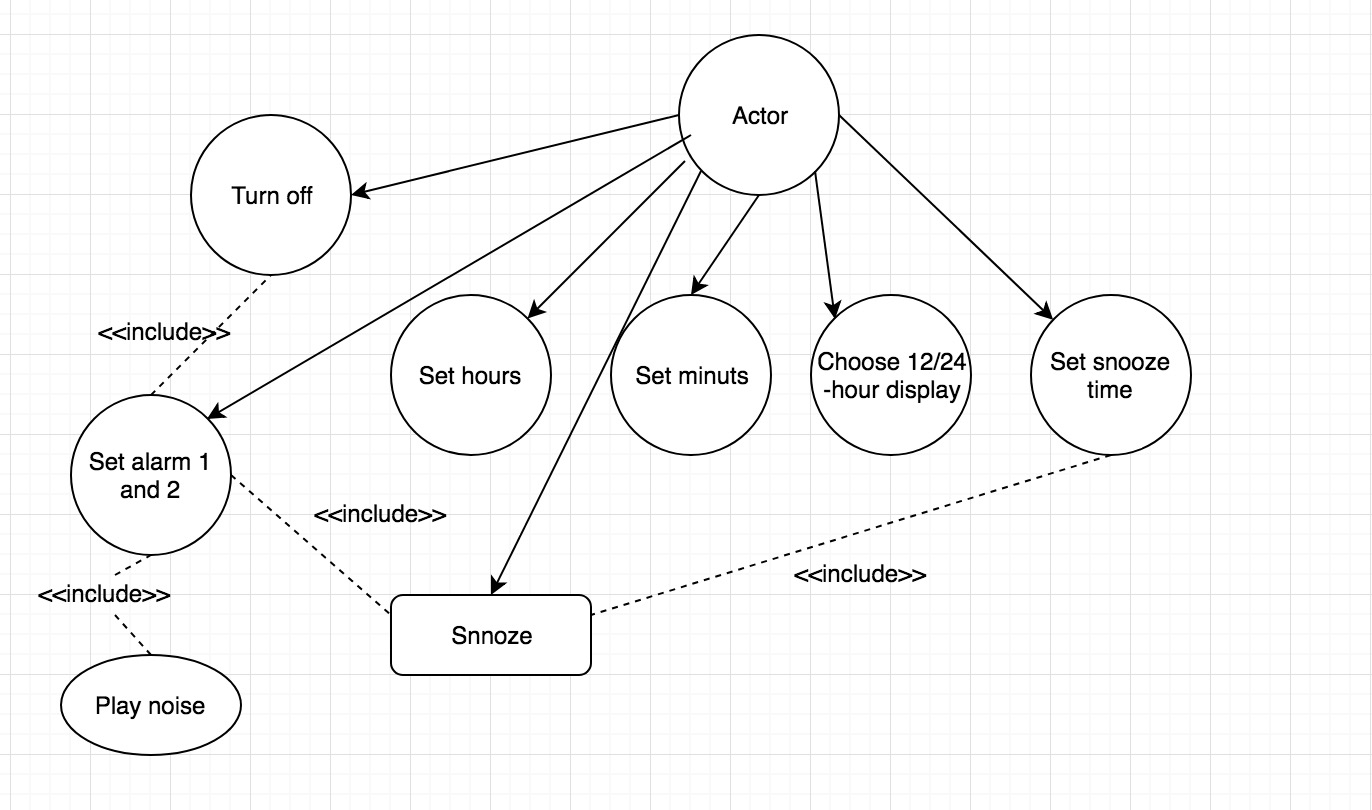 Actor
Turn off
<<include>>
Set hours
Set minuts
Choose 12/24
-hour display
Set snooze
time
Set alarm 1
and 2
<<include>>
<<include>>
<<include>>
Snnoze
Play noise